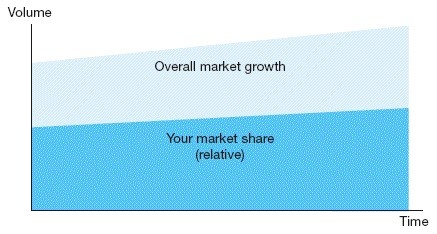 Volume
Overall market growth
Your market share
(relative)
Time